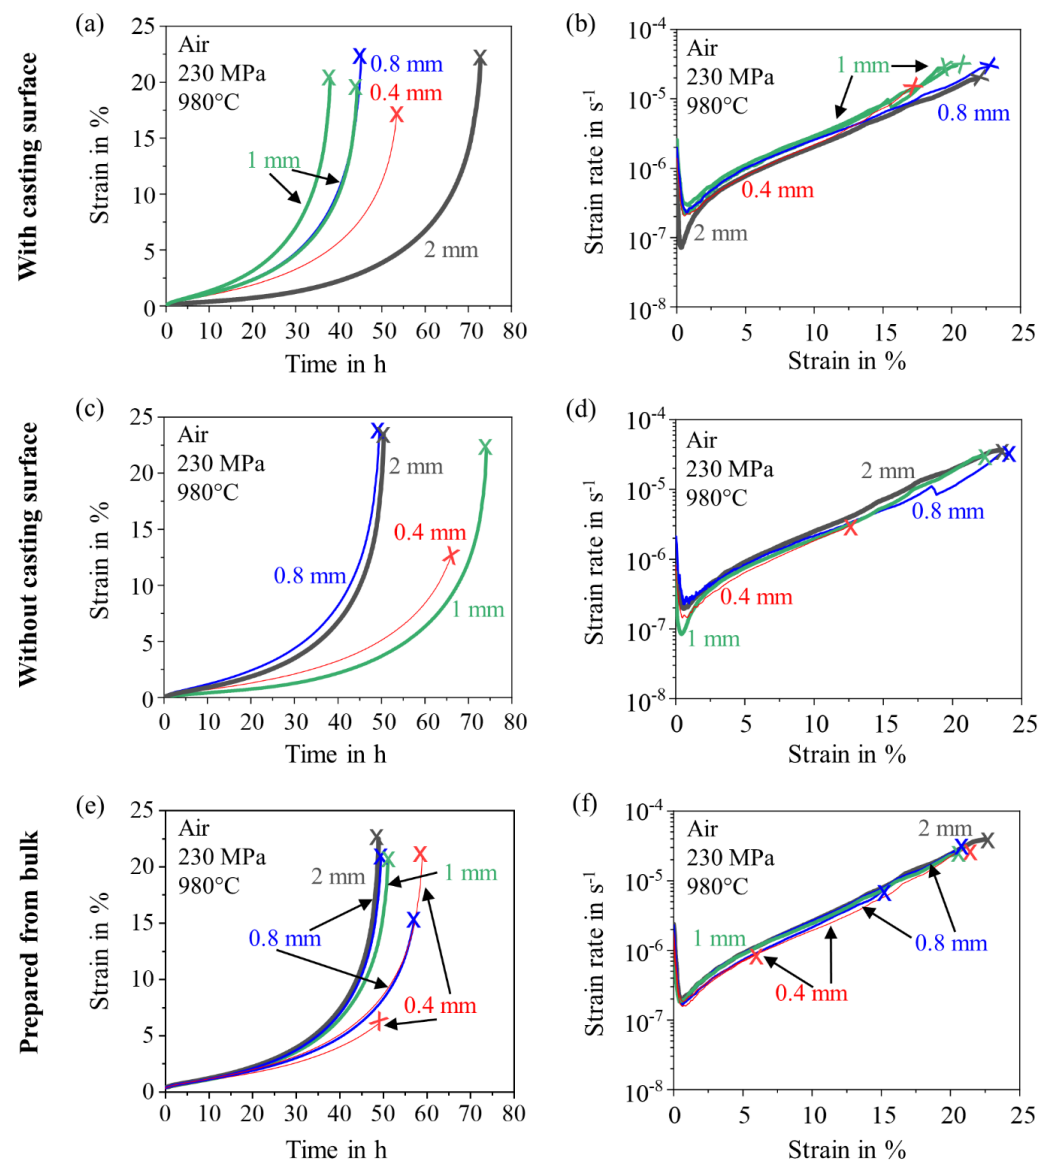 With casting surface
(a)
Strain in %
25
20
15
10
5
0
Air
230 MPa
980°C
0.8 mm
0.4 mm
1 mm
2 mm
0 10 20 30 40 50 60 70 80
Time in h
(b)
Strain rate in s-1
10-4
10-5
10-6
10-7
10-8
Air
230 MPa
980°C
1 mm
0.8 mm
0.4 mm
2 mm
0 5 10 15 20 25
Strain in %
Without casting surface
(c)
Strain in %
25
20
15
10
5
0
Air
230 MPa
980°C
2 mm
0.4 mm
0.8 mm
1 mm
0 10 20 30 40 50 60 70 80
Time in h
(d)
Strain rate in s-1
10-4
10-5
10-6
10-7
10-8
Air
230 MPa
980°C
2 mm
0.8 mm
0.4 mm
1 mm
0 5 10 15 20 25
Strain in %
Prepared from bulk
(e)
Strain in %
25
20
15
10
5
0
Air
230 MPa
980°C
2 mm
1 mm
0.8 mm
0.4 mm
0 10 20 30 40 50 60 70 80
Time in h
(f)
Strain rate in s-1
10-4
10-5
10-6
10-7
10-8
Air
230 MPa
980°C
2 mm
1 mm
0.8 mm
0.4 mm
0 5 10 15 20 25
Strain in %